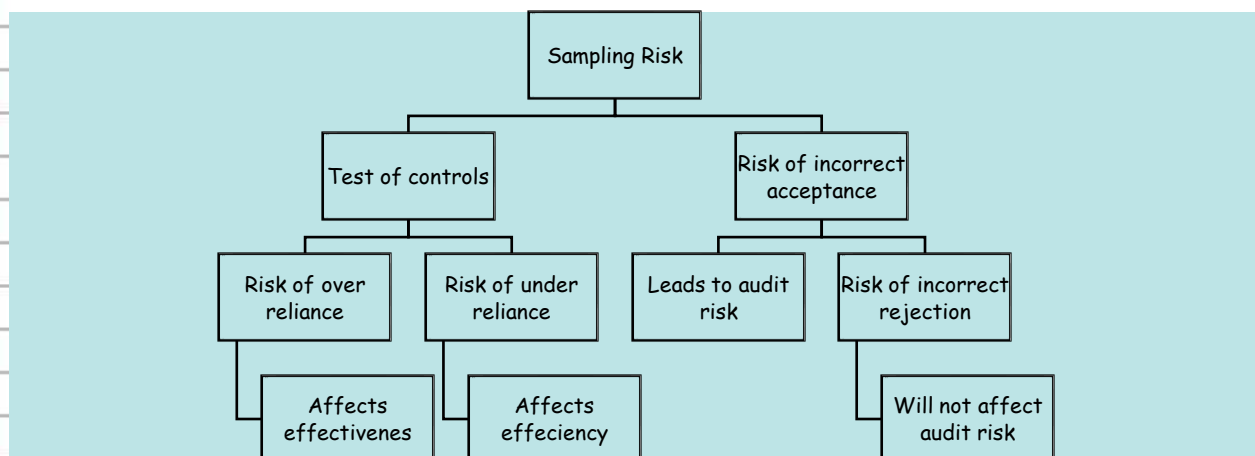 Sampling Risk
Test of controls
Risk of incorrect
acceptance
Risk of over
reliance
Risk of under
reliance
Leads to audit
risk
Risk of incorrect
rejection
Affects
effectivenes
Affects
effeciency
Will not affect
audit risk